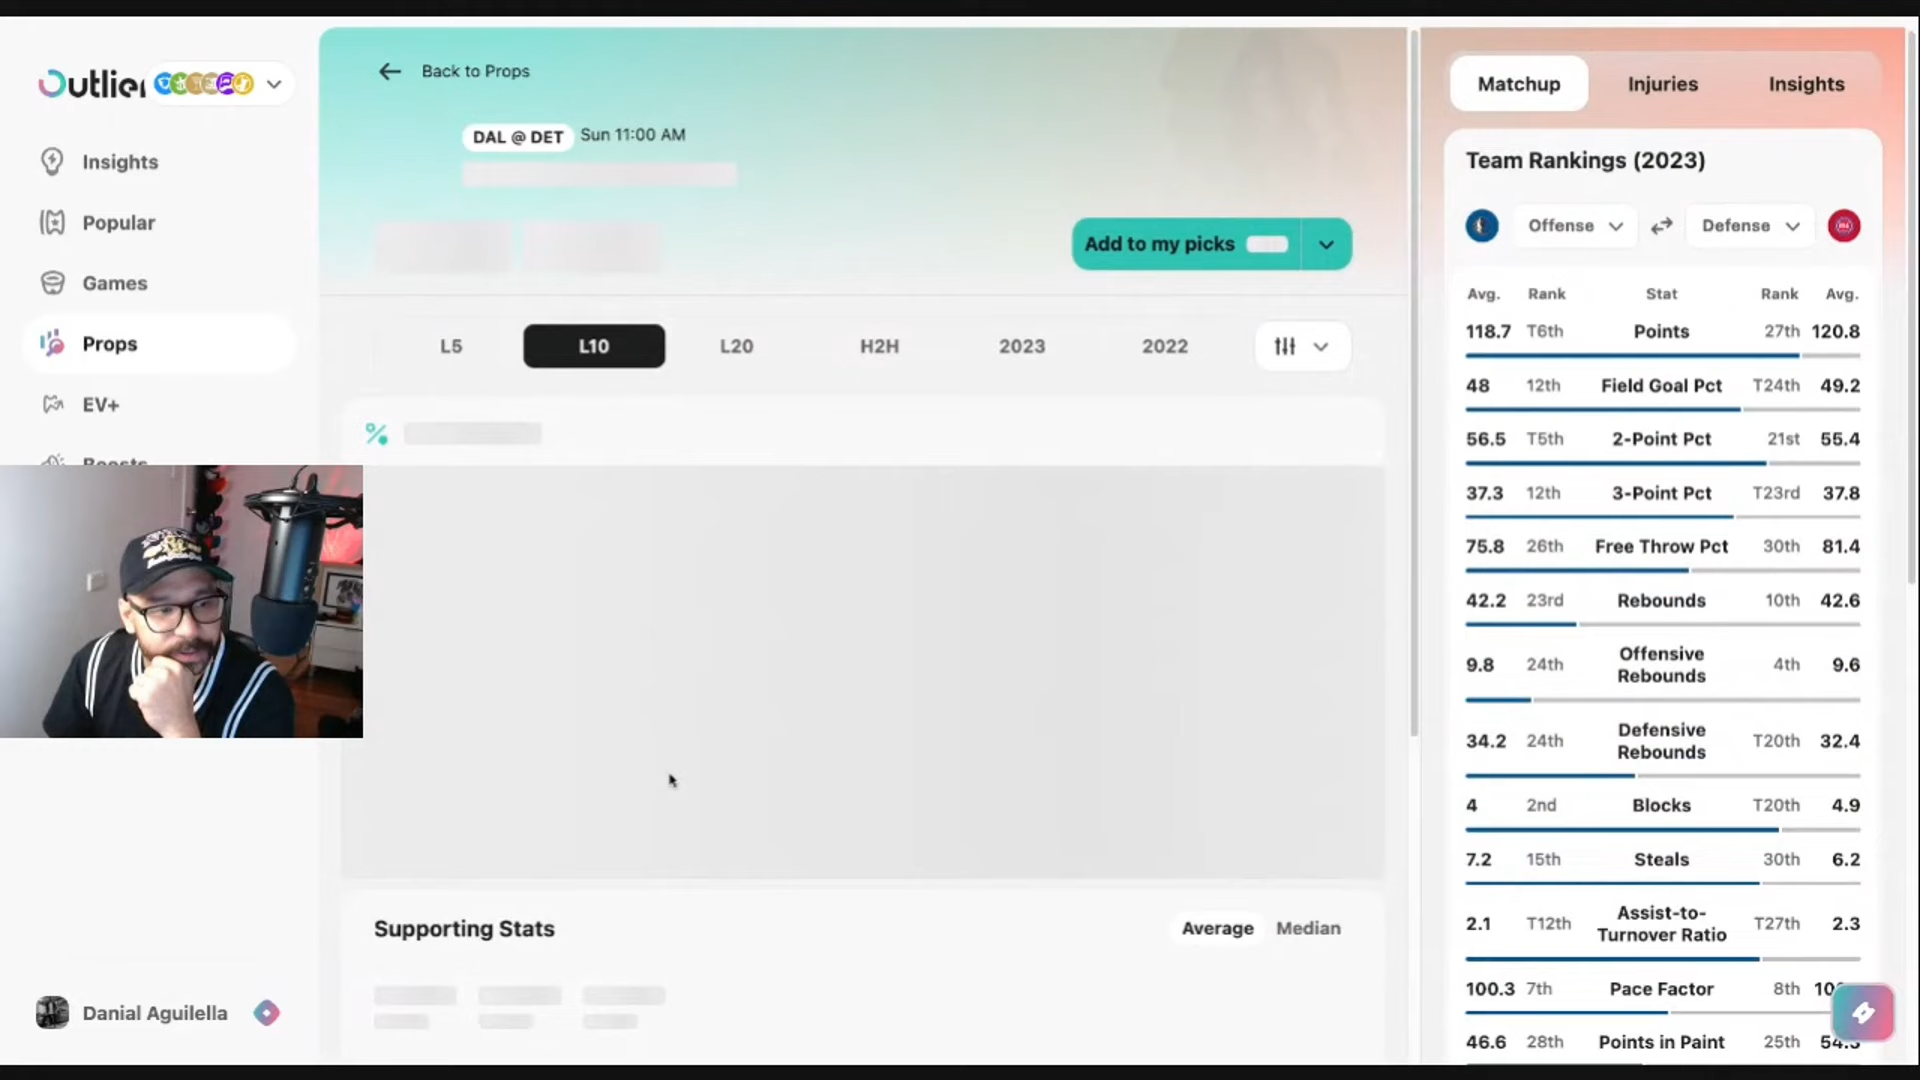 Outlier
Insights
Popular
Games
Props
EV+
Boosts
Danial Aguilella
Back to Props
DAL @ DET Sun 11:00 AM
Add to my picks
L5 L10 L20 H2H 2023 2022
Supporting Stats
Average Median
Matchup Injuries Insights
Team Rankings (2023)
Offense Defense
Avg. Rank Stat Rank Avg.
118.7 T6th Points 27th 120.8
48 12th Field Goal Pct T24th 49.2
56.5 T5th 2-Point Pct 21st 55.4
37.3 12th 3-Point Pct T23rd 37.8
75.8 26th Free Throw Pct 30th 81.4
42.2 23rd Rebounds 10th 42.6
9.8 24th Offensive Rebounds 4th 9.6
34.2 24th Defensive Rebounds T20th 32.4
4 2nd Blocks T20th 4.9
7.2 15th Steals 30th 6.2
2.1 T12th Assist-to-Turnover Ratio T27th 2.3
100.3 7th Pace Factor 8th
46.6 28th Points in Paint 25th